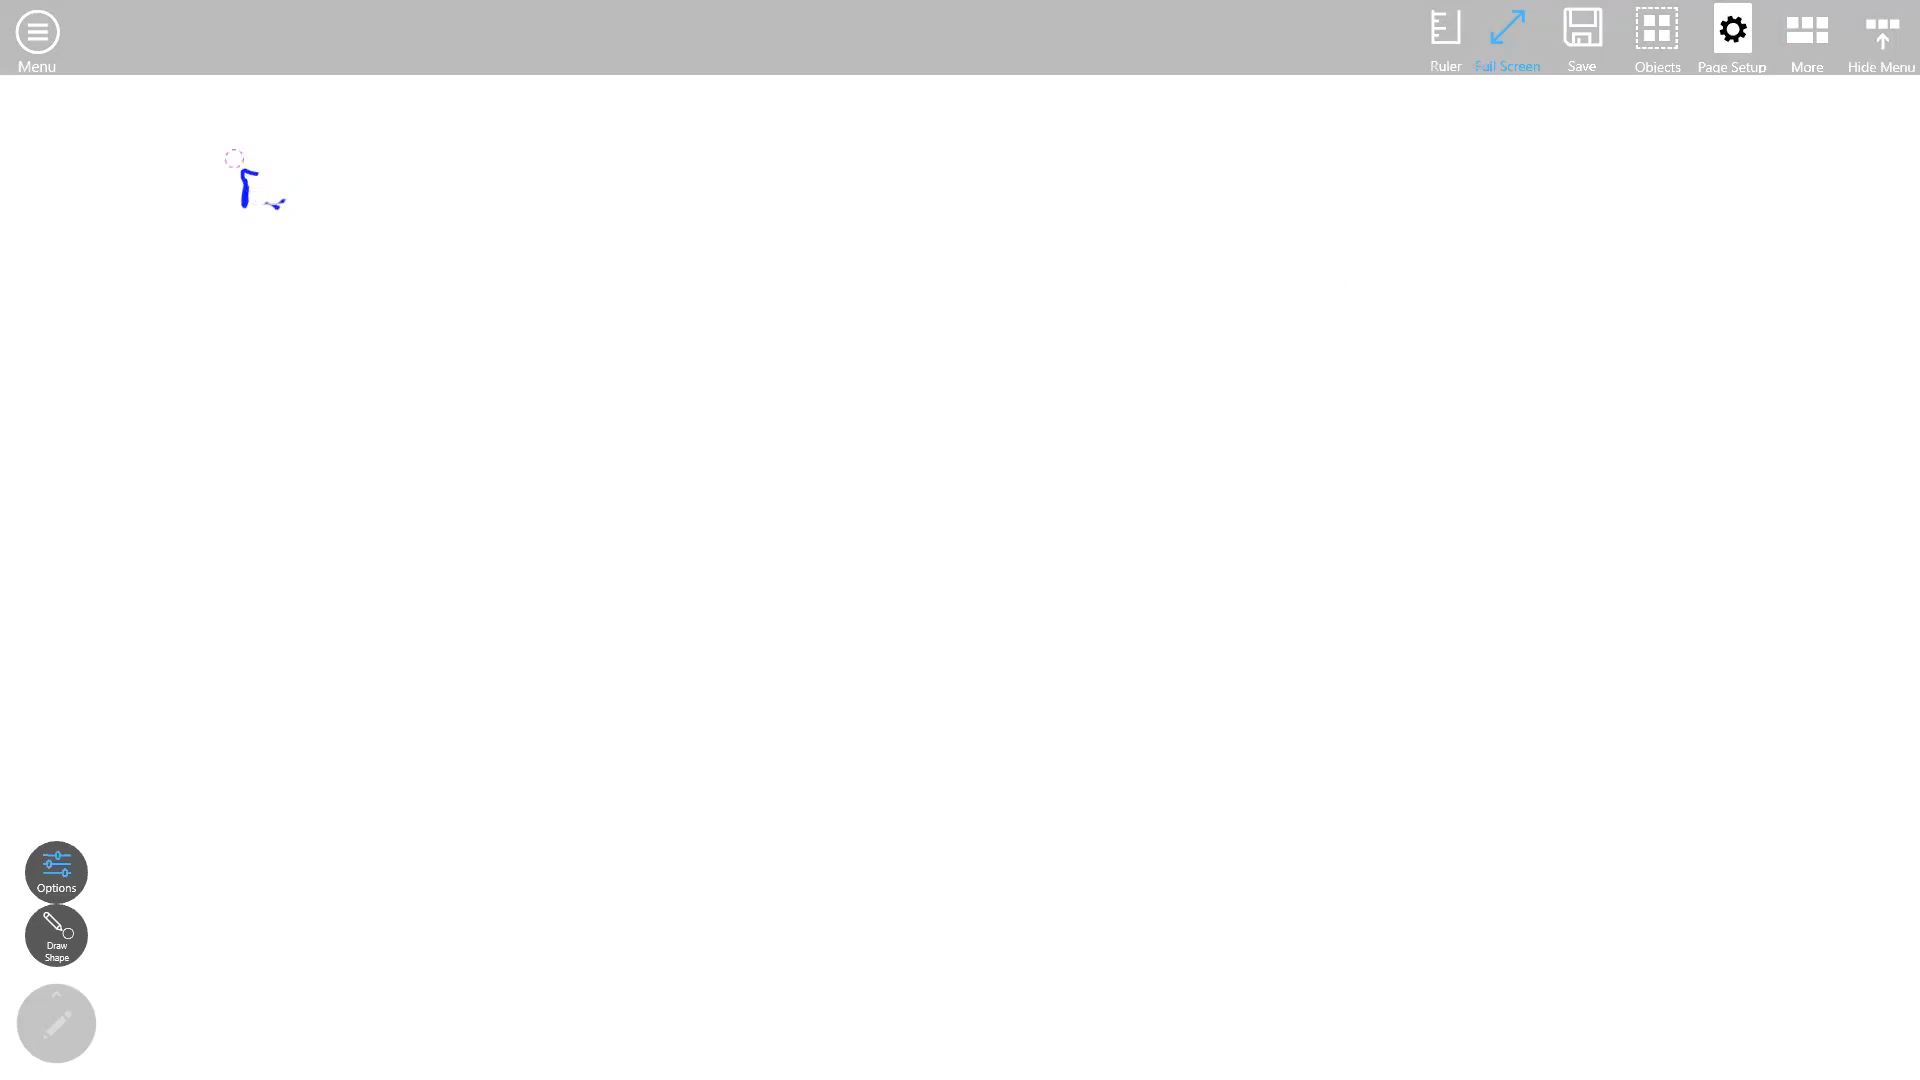 Menu
Ruler
Full Screen
Save
Objects
Page Setup
More
Hide Menu
Options
Draw
Shape